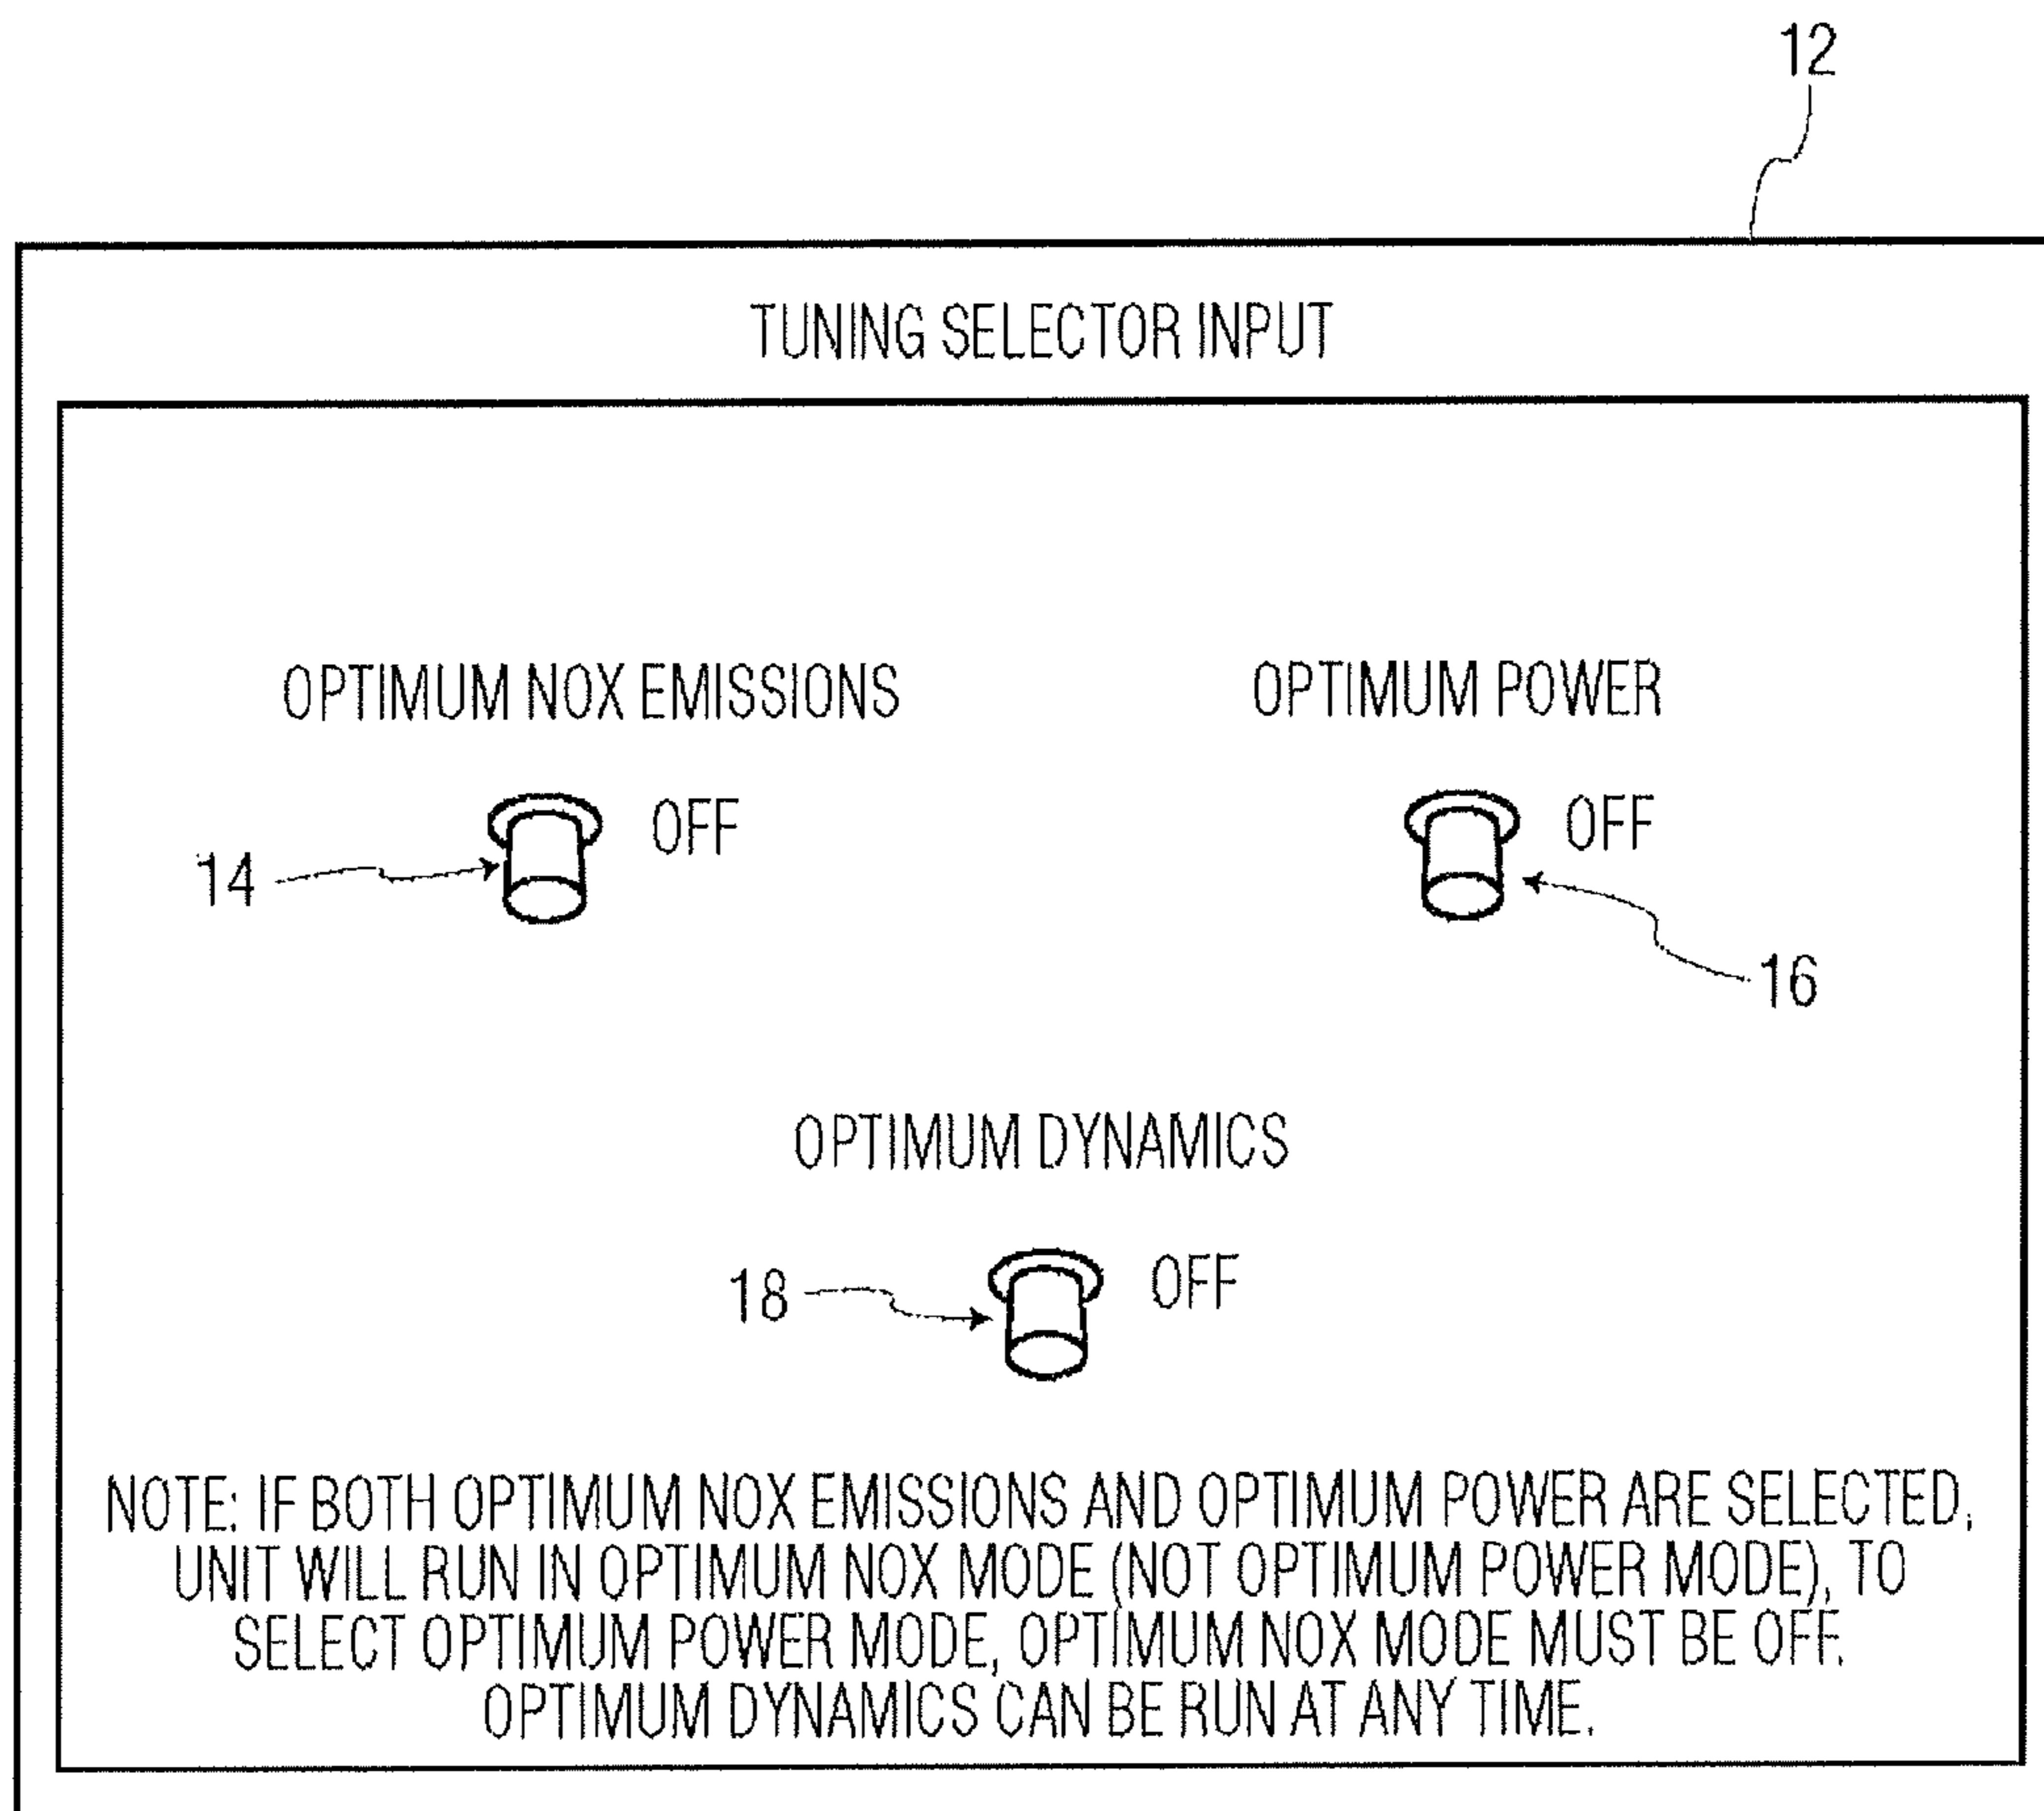 12
TUNING SELECTOR INPUT
OPTIMUM NOX EMISSIONS
OPTIMUM POWER
OFF
OFF
14
16
OPTIMUM DYNAMICS
18
OFF
NOTE: IF BOTH OPTIMUM NOX EMISSIONS AND OPTIMUM POWER ARE SELECTED,
UNIT WILL RUN IN OPTIMUM NOX MODE (NOT OPTIMUM POWER MODE), TO
SELECT OPTIMUM POWER MODE, OPTIMUM NOX MODE MUST BE OFF.
OPTIMUM DYNAMICS CAN BE RUN AT ANY TIME.